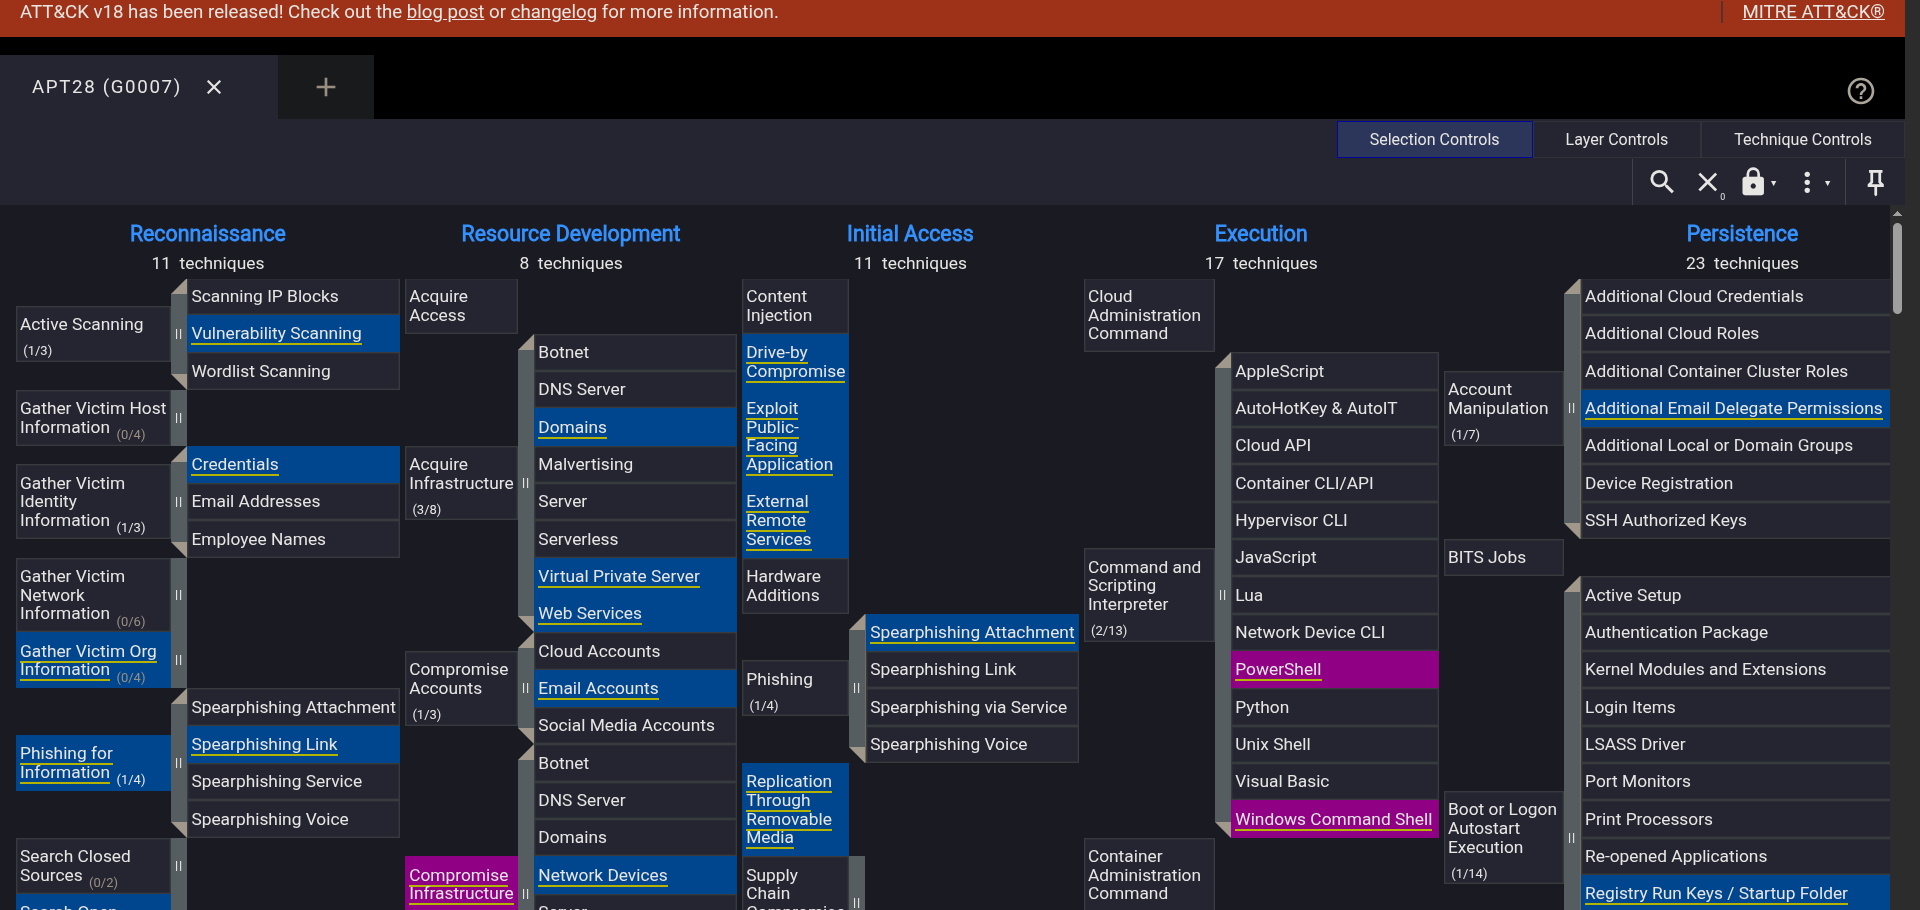 ATT&CK v18 has been released! Check out the blog post or changelog for more information.
MITRE ATT&CK®
APT28 (G0007)
Selection Controls
Layer Controls
Technique Controls
0
Reconnaissance
11 techniques
Active Scanning
(1/3)
Scanning IP Blocks
Vulnerability Scanning
Wordlist Scanning
Gather Victim Host
Information (0/4)
Gather Victim
Identity
Information (1/3)
Credentials
Email Addresses
Employee Names
Gather Victim
Network
Information (0/6)
Gather Victim Org
Information (0/4)
Phishing for
Information (1/4)
Spearphishing Attachment
Spearphishing Link
Spearphishing Service
Spearphishing Voice
Search Closed
Sources (0/2)
Search Open
Resource Development
8 techniques
Acquire
Access
Acquire
Infrastructure
(3/8)
Botnet
DNS Server
Domains
Malvertising
Server
Serverless
Virtual Private Server
Web Services
Compromise
Accounts
(1/3)
Cloud Accounts
Email Accounts
Social Media Accounts
Compromise
Infrastructure
Botnet
DNS Server
Domains
Network Devices
Server
Initial Access
11 techniques
Content
Injection
Drive-by
Compromise
Exploit
Public-
Facing
Application
External
Remote
Services
Hardware
Additions
Phishing
(1/4)
Spearphishing Attachment
Spearphishing Link
Spearphishing via Service
Spearphishing Voice
Replication
Through
Removable
Media
Supply
Chain
Compromise
Execution
17 techniques
Cloud
Administration
Command
Command and
Scripting
Interpreter
(2/13)
AppleScript
AutoHotKey & AutoIT
Cloud API
Container CLI/API
Hypervisor CLI
JavaScript
Lua
Network Device CLI
PowerShell
Python
Unix Shell
Visual Basic
Windows Command Shell
Container
Administration
Command
Persistence
23 techniques
Account
Manipulation
(1/7)
Additional Cloud Credentials
Additional Cloud Roles
Additional Container Cluster Roles
Additional Email Delegate Permissions
Additional Local or Domain Groups
Device Registration
SSH Authorized Keys
BITS Jobs
Boot or Logon
Autostart
Execution
(1/14)
Active Setup
Authentication Package
Kernel Modules and Extensions
Login Items
LSASS Driver
Port Monitors
Print Processors
Re-opened Applications
Registry Run Keys / Startup Folder